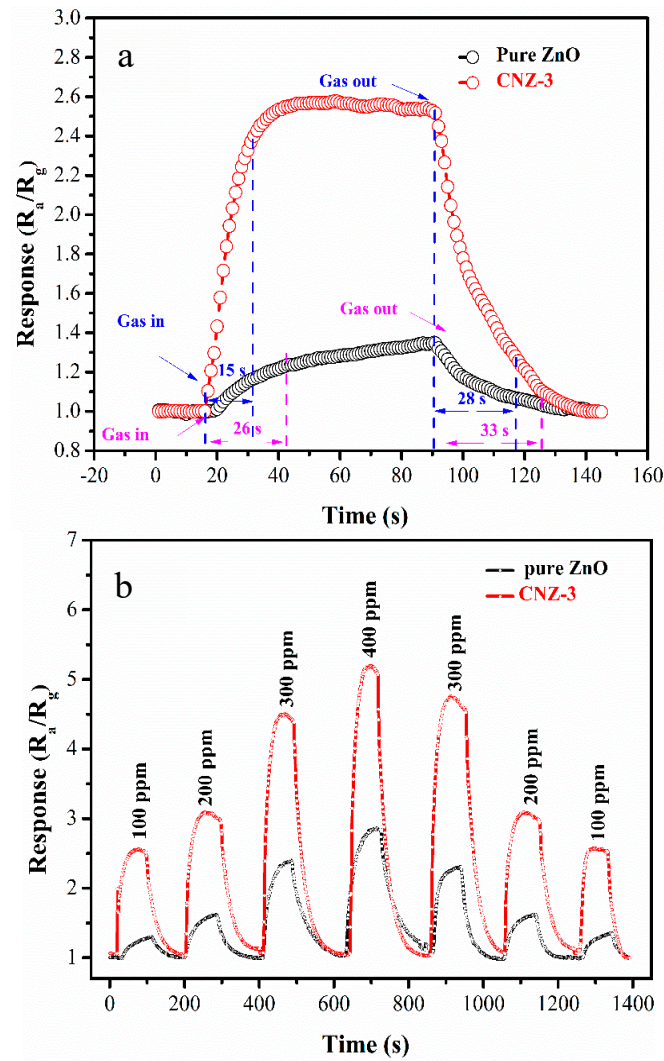 a
Pure ZnO
CNZ-3
Gas out
Gas in
Gas out
Gas in
15 s
26 s
28 s
33 s
2.8
2.6
2.4
2.2
2.0
1.8
1.6
1.4
1.2
1.0
0.8
Response (Ra/Rg)
-20 0 20 40 60 80 100 120 140 160
Time (s)
b
pure ZnO
CNZ-3
100 ppm
200 ppm
300 ppm
400 ppm
300 ppm
200 ppm
100 ppm
7
6
5
4
3
2
1
Response (Ra/Rg)
0 200 400 600 800 1000 1200 1400
Time (s)